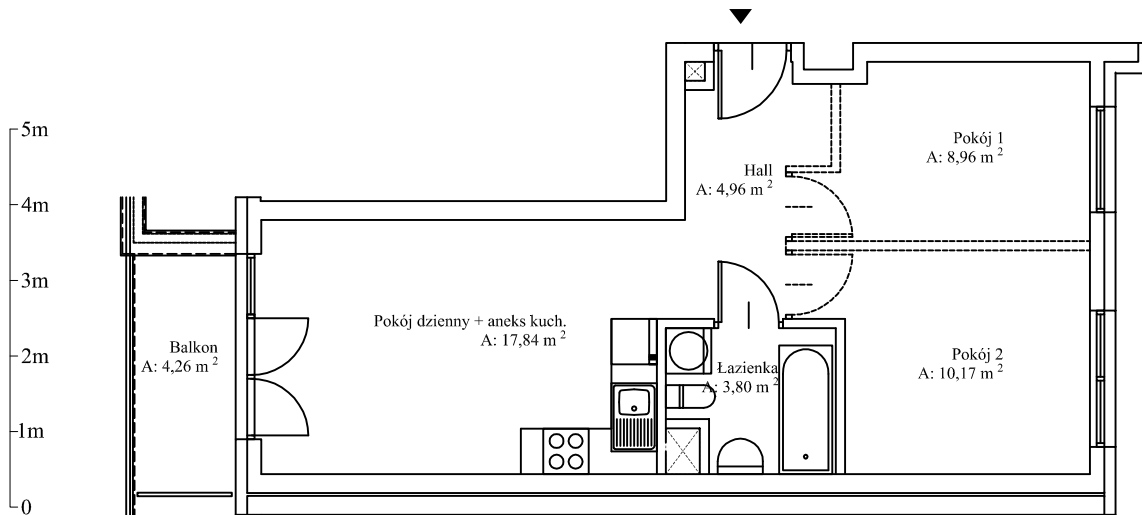 5m
4m
3m
2m
1m
0
Pokój 1
A: 8,96 m ²
Hall
A: 4,96 m ²
Pokój dzienny + aneks kuch.
A: 17,84 m ²
Balkon
A: 4,26 m ²
Łazienka
A: 3,80 m ²
Pokój 2
A: 10,17 m ²